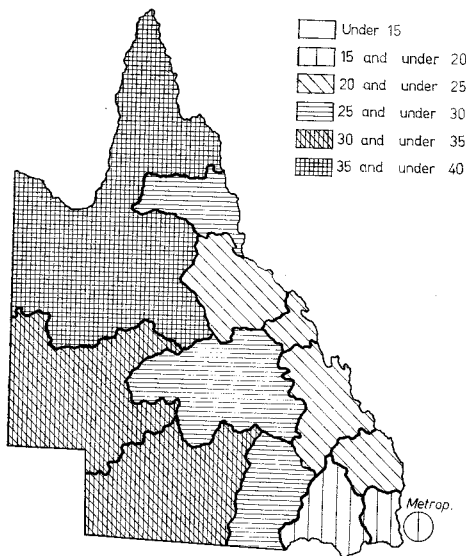 Under 15
15 and under 20
20 and under 25
25 and under 30
30 and under 35
35 and under 40
Metrop.